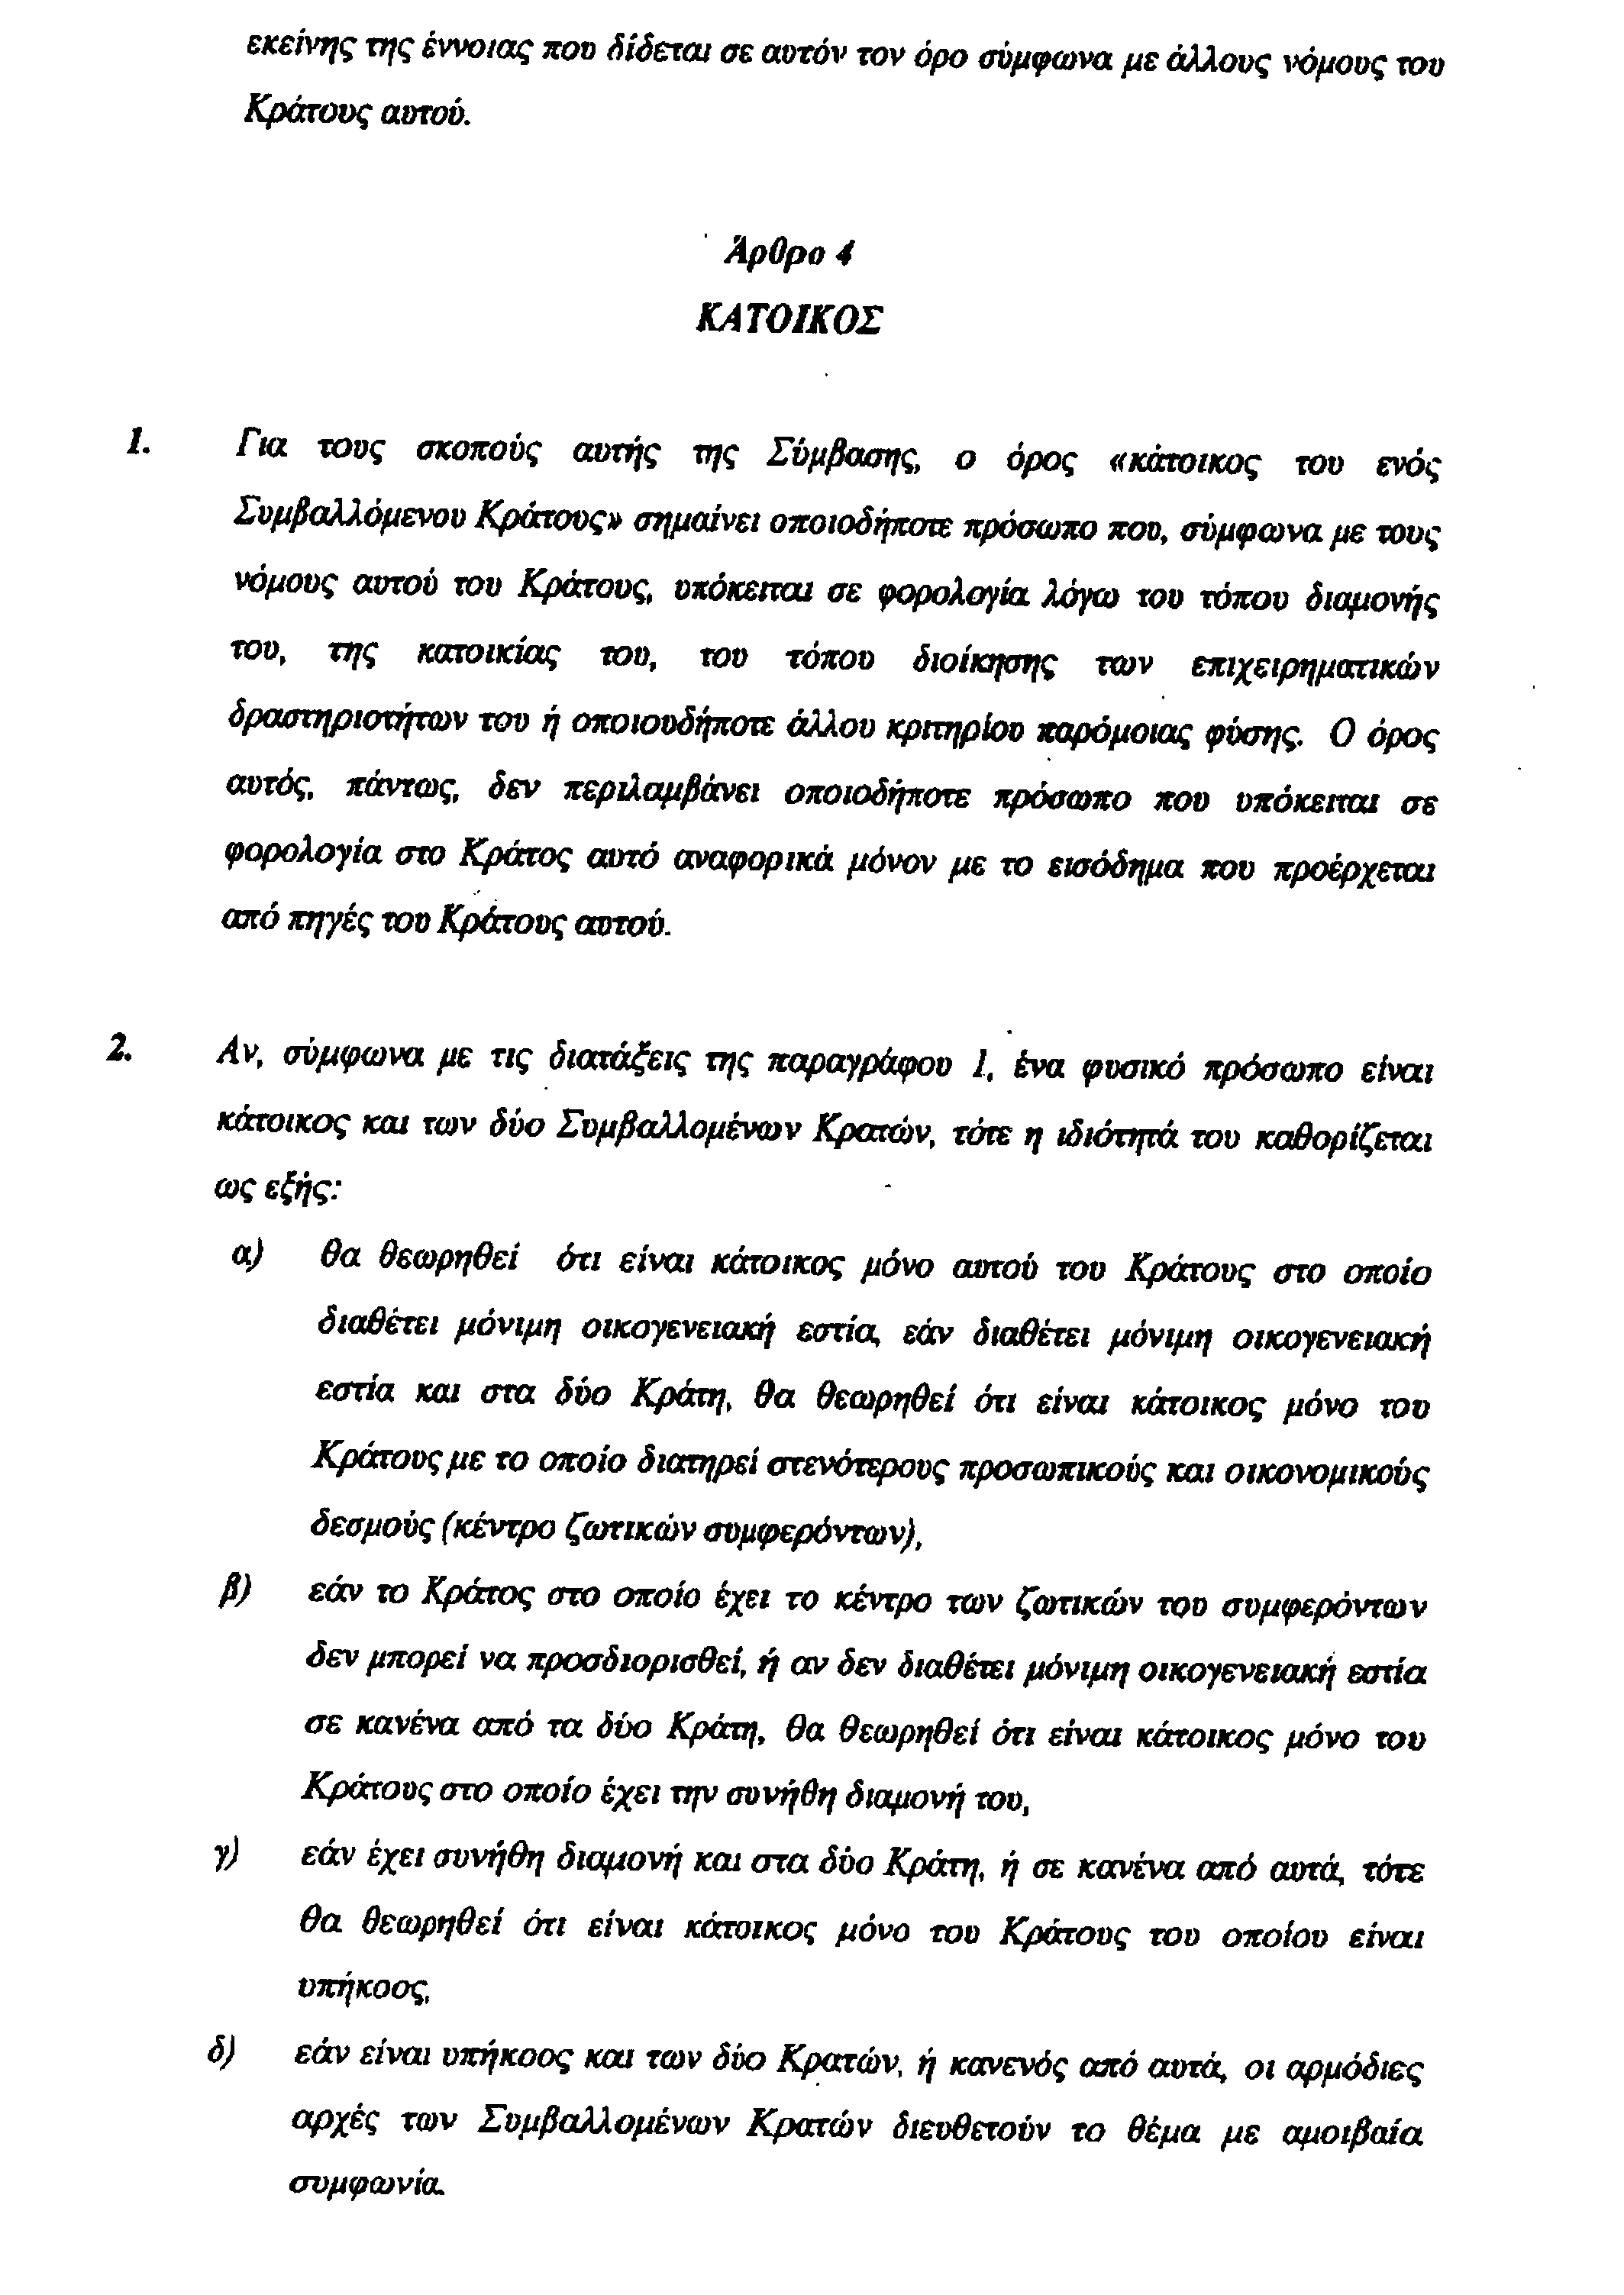 εκείνης της έννοιας που δίδεται σε αυτόν τον όρο σύμφωνα με άλλους νόμους του
Κράτους αυτού.
Άρθρο 4
ΚΑΤΟΙΚΟΣ
1. Για τους σκοπούς αυτής της Σύμβασης, ο όρος «κάτοικος του ενός
Συμβαλλόμενου Κράτους» σημαίνει οποιοδήποτε πρόσωπο που, σύμφωνα με τους
νόμους αυτού του Κράτους, υπόκειται σε φορολογία λόγω του τόπου διαμονής
του, της κατοικίας του, του τόπου διοίκησης των επιχειρηματικών
δραστηριοτήτων του ή οποιουδήποτε άλλου κριτηρίου παρόμοιας φύσης. Ο όρος
αυτός, πάντως, δεν περιλαμβάνει οποιοδήποτε πρόσωπο που υπόκειται σε
φορολογία στο Κράτος αυτό αναφορικά μόνον με το εισόδημα που προέρχεται
από πηγές του Κράτους αυτού.
2. Αν, σύμφωνα με τις διατάξεις της παραγράφου 1, ένα φυσικό πρόσωπο είναι
κάτοικος και των δύο Συμβαλλομένων Κρατών, τότε η ιδιότητά του καθορίζεται
ως εξής:
α) θα θεωρηθεί ότι είναι κάτοικος μόνο αυτού του Κράτους στο οποίο
διαθέτει μόνιμη οικογενειακή εστία, εάν διαθέτει μόνιμη οικογενειακή
εστία και στα δύο Κράτη, θα θεωρηθεί ότι είναι κάτοικος μόνο του
Κράτους με το οποίο διατηρεί στενότερους προσωπικούς και οικονομικούς
δεσμούς (κέντρο ζωτικών συμφερόντων),
β) εάν το Κράτος στο οποίο έχει το κέντρο των ζωτικών του συμφερόντων
δεν μπορεί να προσδιορισθεί, ή αν δεν διαθέτει μόνιμη οικογενειακή εστία
σε κανένα από τα δύο Κράτη, θα θεωρηθεί ότι είναι κάτοικος μόνο του
Κράτους στο οποίο έχει την συνήθη διαμονή του,
γ) εάν έχει συνήθη διαμονή και στα δύο Κράτη, ή σε κανένα από αυτά, τότε
θα θεωρηθεί ότι είναι κάτοικος μόνο του Κράτους του οποίου είναι
υπήκοος,
δ) εάν είναι υπήκοος και των δύο Κρατών, ή κανενός από αυτά, οι αρμόδιες
αρχές των Συμβαλλομένων Κρατών διευθετούν το θέμα με αμοιβαία
συμφωνία.